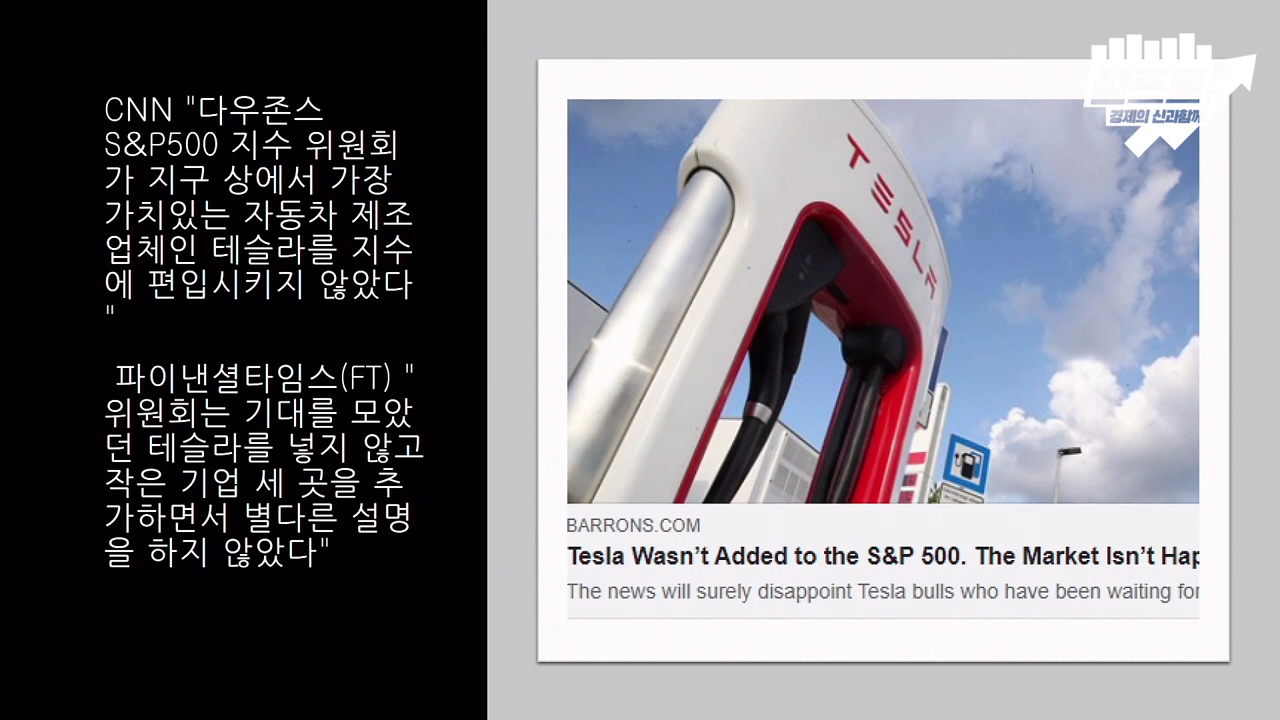 CNN "다우존스
S&P500 지수 위원회
가 지구 상에서 가장
가치있는 자동차 제조
업체인 테슬라를 지수
에 편입시키지 않았다
"
파이낸셜타임스(FT) "
위원회는 기대를 모았
던 테슬라를 넣지 않고
작은 기업 세 곳을 추
가하면서 별다른 설명
을 하지 않았다"
삼프로
경제의 신과함께
TESLA
BARRONS.COM
Tesla Wasn’t Added to the S&P 500. The Market Isn’t Hap
The news will surely disappoint Tesla bulls who have been waiting for